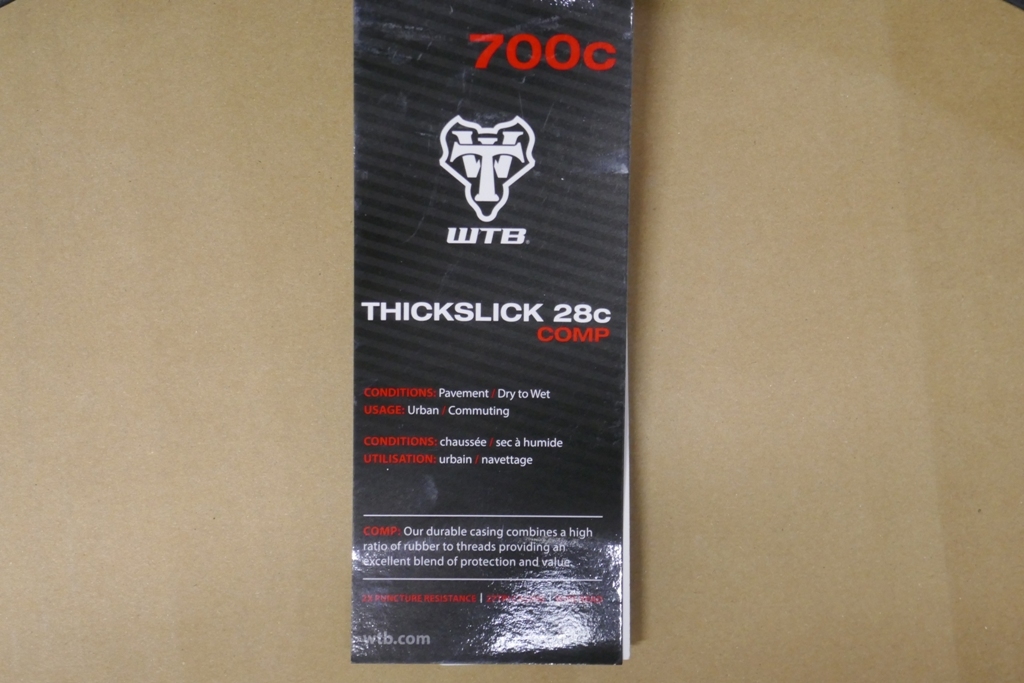 700c
WTB
THICKSLICK 28c
COMP
CONDITIONS: Pavement / Dry to Wet
USAGE: Urban / Commuting
CONDITIONS: chaussée / sec à humide
UTILISATION: urbain / navettage
COMP: Our durable casing combines a high
ratio of rubber to threads providing an
excellent blend of protection and value.
PUNCTURE RESISTANCE |
wtb.com